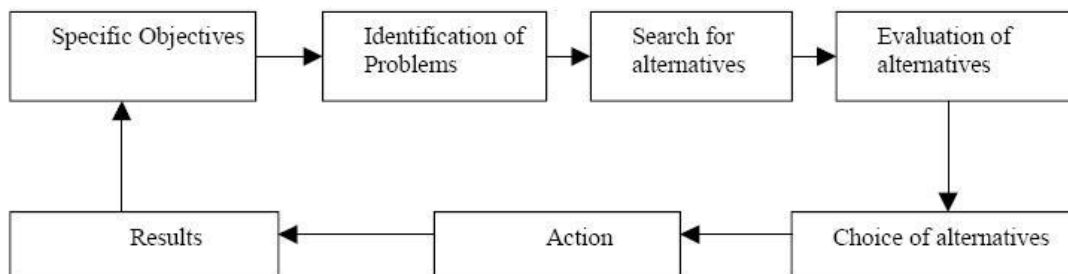 Specific Objectives
Identification of
Problems
Search for
alternatives
Evaluation of
alternatives
Choice of alternatives
Action
Results